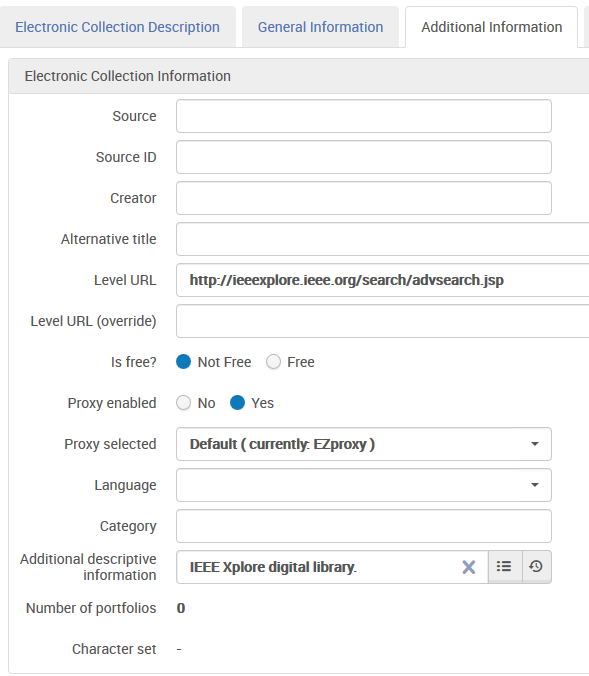 Electronic Collection Description General Information Additional Information
Electronic Collection Information
Source
Source ID
Creator
Alternative title
Level URL http://ieeexplore.ieee.org/search/advsearch.jsp
Level URL (override)
Is free? Not Free Free
Proxy enabled No Yes
Proxy selected Default ( currently: EZproxy )
Language
Category
Additional descriptive
information IEEE Xplore digital library.
Number of portfolios 0
Character set -